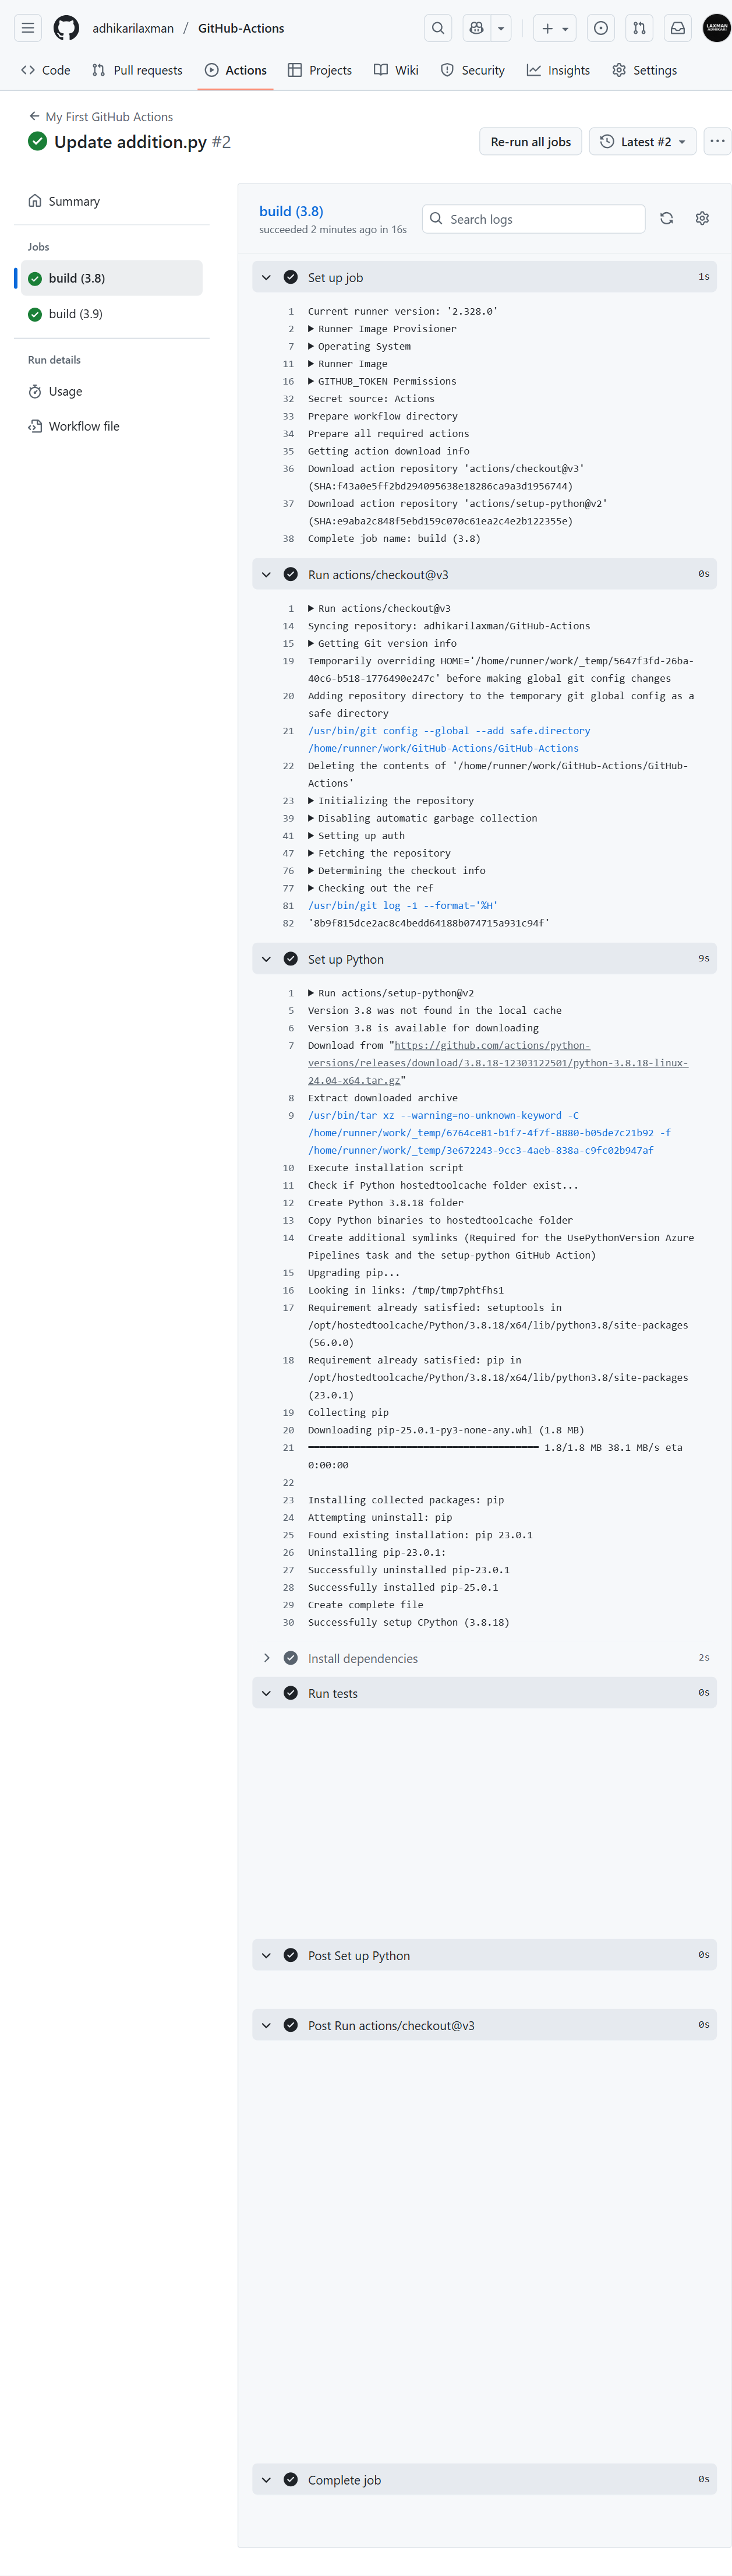 adhikarilaxman / GitHub-Actions
LAXMAN
ADHIKARI
Code Pull requests Actions Projects Wiki Security Insights Settings
My First GitHub Actions
Update addition.py #2
Re-run all jobs
Latest #2
Summary
Jobs
build (3.8)
build (3.9)
Run details
Usage
Workflow file
build (3.8)
succeeded 2 minutes ago in 16s
Search logs
Set up job 1s
1 Current runner version: '2.328.0'
2 Runner Image Provisioner
7 Operating System
11 Runner Image
16 GITHUB_TOKEN Permissions
32 Secret source: Actions
33 Prepare workflow directory
34 Prepare all required actions
35 Getting action download info
36 Download action repository 'actions/checkout@v3'
(SHA:f43a0e5ff2bd294095638e18286ca9a3d1956744)
37 Download action repository 'actions/setup-python@v2'
(SHA:e9aba2c848f5ebd159c070c61ea2c4e2b122355e)
38 Complete job name: build (3.8)
Run actions/checkout@v3 0s
1 Run actions/checkout@v3
14 Syncing repository: adhikarilaxman/GitHub-Actions
15 Getting Git version info
19 Temporarily overriding HOME='/home/runner/work/_temp/5647f3fd-26ba-
40c6-b518-1776490e247c' before making global git config changes
20 Adding repository directory to the temporary git global config as a
safe directory
21 /usr/bin/git config --global --add safe.directory
/home/runner/work/GitHub-Actions/GitHub-Actions
22 Deleting the contents of '/home/runner/work/GitHub-Actions/GitHub-
Actions'
23 Initializing the repository
39 Disabling automatic garbage collection
41 Setting up auth
47 Fetching the repository
76 Determining the checkout info
77 Checking out the ref
81 /usr/bin/git log -1 --format='%H'
82 '8b9f815dce2ac8c4bedd64188b074715a931c94f'
Set up Python 9s
1 Run actions/setup-python@v2
5 Version 3.8 was not found in the local cache
6 Version 3.8 is available for downloading
7 Download from "https://github.com/actions/python-
versions/releases/download/3.8.18-12303122501/python-3.8.18-linux-
24.04-x64.tar.gz"
8 Extract downloaded archive
9 /usr/bin/tar xz --warning=no-unknown-keyword -C
/home/runner/work/_temp/6764ce81-b1f7-4f7f-8880-b05de7c21b92 -f
/home/runner/work/_temp/3e672243-9cc3-4aeb-838a-c9fc02b947af
10 Execute installation script
11 Check if Python hostedtoolcache folder exist...
12 Create Python 3.8.18 folder
13 Copy Python binaries to hostedtoolcache folder
14 Create additional symlinks (Required for the UsePythonVersion Azure
Pipelines task and the setup-python GitHub Action)
15 Upgrading pip...
16 Looking in links: /tmp/tmp7phtfhs1
17 Requirement already satisfied: setuptools in
/opt/hostedtoolcache/Python/3.8.18/x64/lib/python3.8/site-packages
(56.0.0)
18 Requirement already satisfied: pip in
/opt/hostedtoolcache/Python/3.8.18/x64/lib/python3.8/site-packages
(23.0.1)
19 Collecting pip
20 Downloading pip-25.0.1-py3-none-any.whl (1.8 MB)
21 ━━━━━━━━━━━━━━━━━━━━━━━━━━━━━━━━━━━━━━━━ 1.8/1.8 MB 38.1 MB/s eta
0:00:00
22
23 Installing collected packages: pip
24 Attempting uninstall: pip
25 Found existing installation: pip 23.0.1
26 Uninstalling pip-23.0.1:
27 Successfully uninstalled pip-23.0.1
28 Successfully installed pip-25.0.1
29 Create complete file
30 Successfully setup CPython (3.8.18)
Install dependencies 2s
Run tests 0s
Post Set up Python 0s
Post Run actions/checkout@v3 0s
Complete job 0s